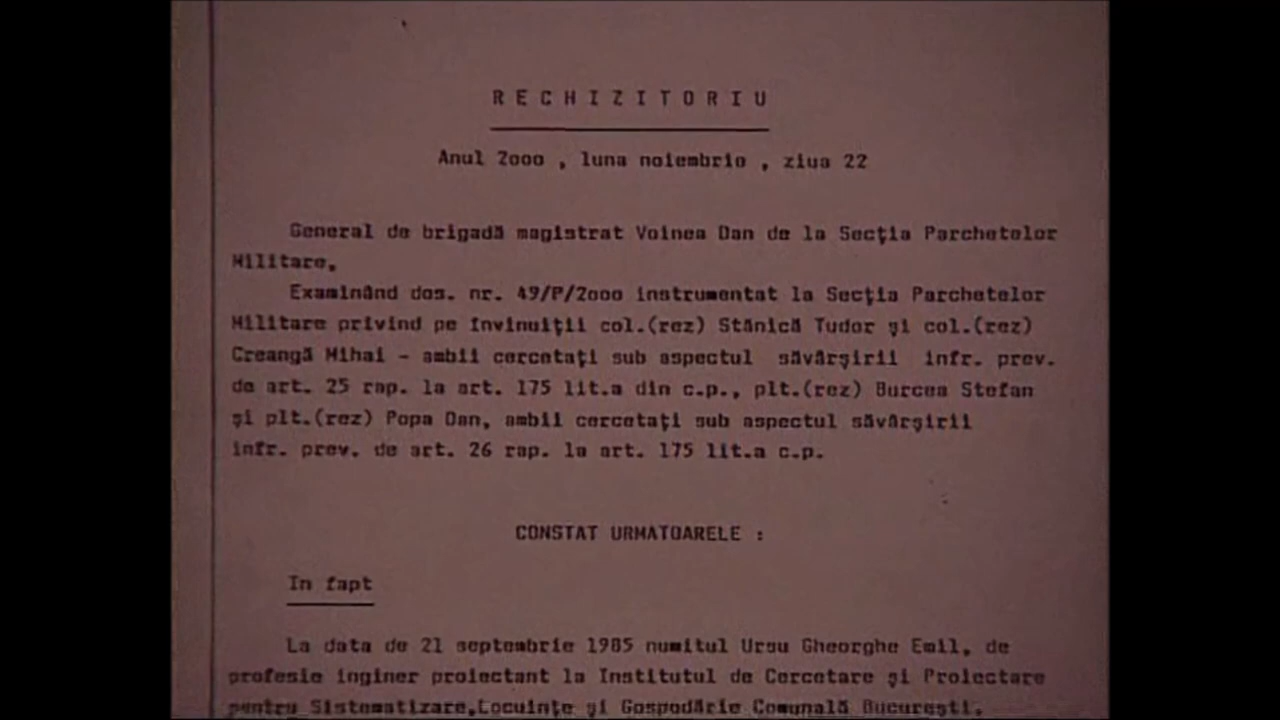 R E C H I Z I T O R I U
Anul 2ooo , luna noiembrie , ziua 22
General de brigadă magistrat Voinea Dan de la Secţia Parchetelor
Militare,
Examinând dos. nr. 49/P/2ooo instrumentat la Secţia Parchetelor
Militare privind pe învinuiţii col.(rez) Stănică Tudor şi col.(rez)
Creangă Mihai - ambii cercetaţi sub aspectul săvârşirii infr. prev.
de art. 25 rap. la art. 175 lit.a din c.p., plt.(rez) Burcea Stefan
şi plt.(rez) Popa Dan, ambii cercetaţi sub aspectul săvârşirii
infr. prev. de art. 26 rap. la art. 175 lit.a c.p.
CONSTAT URMATOARELE :
In fapt
La data de 21 septembrie 1985 numitul Ursu Gheorghe Emil, de
profesie inginer proiectant la Institutul de Cercetare şi Proiectare
pentru Sistematizare,Locuinţe şi Gospodărie Comunală Bucureşti,